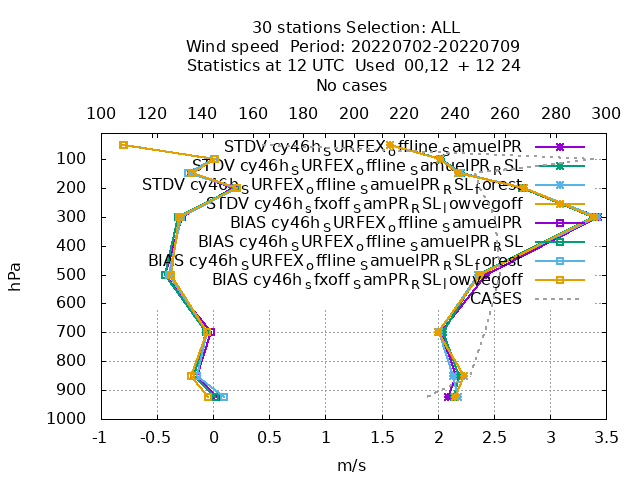 30 stations Selection: ALL
Wind speed  Period: 20220702-20220709
Statistics at 12 UTC  Used  00,12  + 12 24
No cases
100 120 140 160 180 200 220 240 260 280 300
STDV cy46h_SURFEX_offline_SamuelPR
STDV cy46h_SURFEX_offline_SamuelPR_RSL
STDV cy46h_SURFEX_offline_SamuelPR_RSL_forest
STDV cy46h_sfxoff_SamPR_RSL_lowvegoff
BIAS cy46h_SURFEX_offline_SamuelPR
BIAS cy46h_SURFEX_offline_SamuelPR_RSL
BIAS cy46h_SURFEX_offline_SamuelPR_RSL_forest
BIAS cy46h_sfxoff_SamPR_RSL_lowvegoff
CASES
100
200
300
400
500
600
700
800
900
1000
hPa
-1 -0.5 0 0.5 1 1.5 2 2.5 3 3.5
m/s